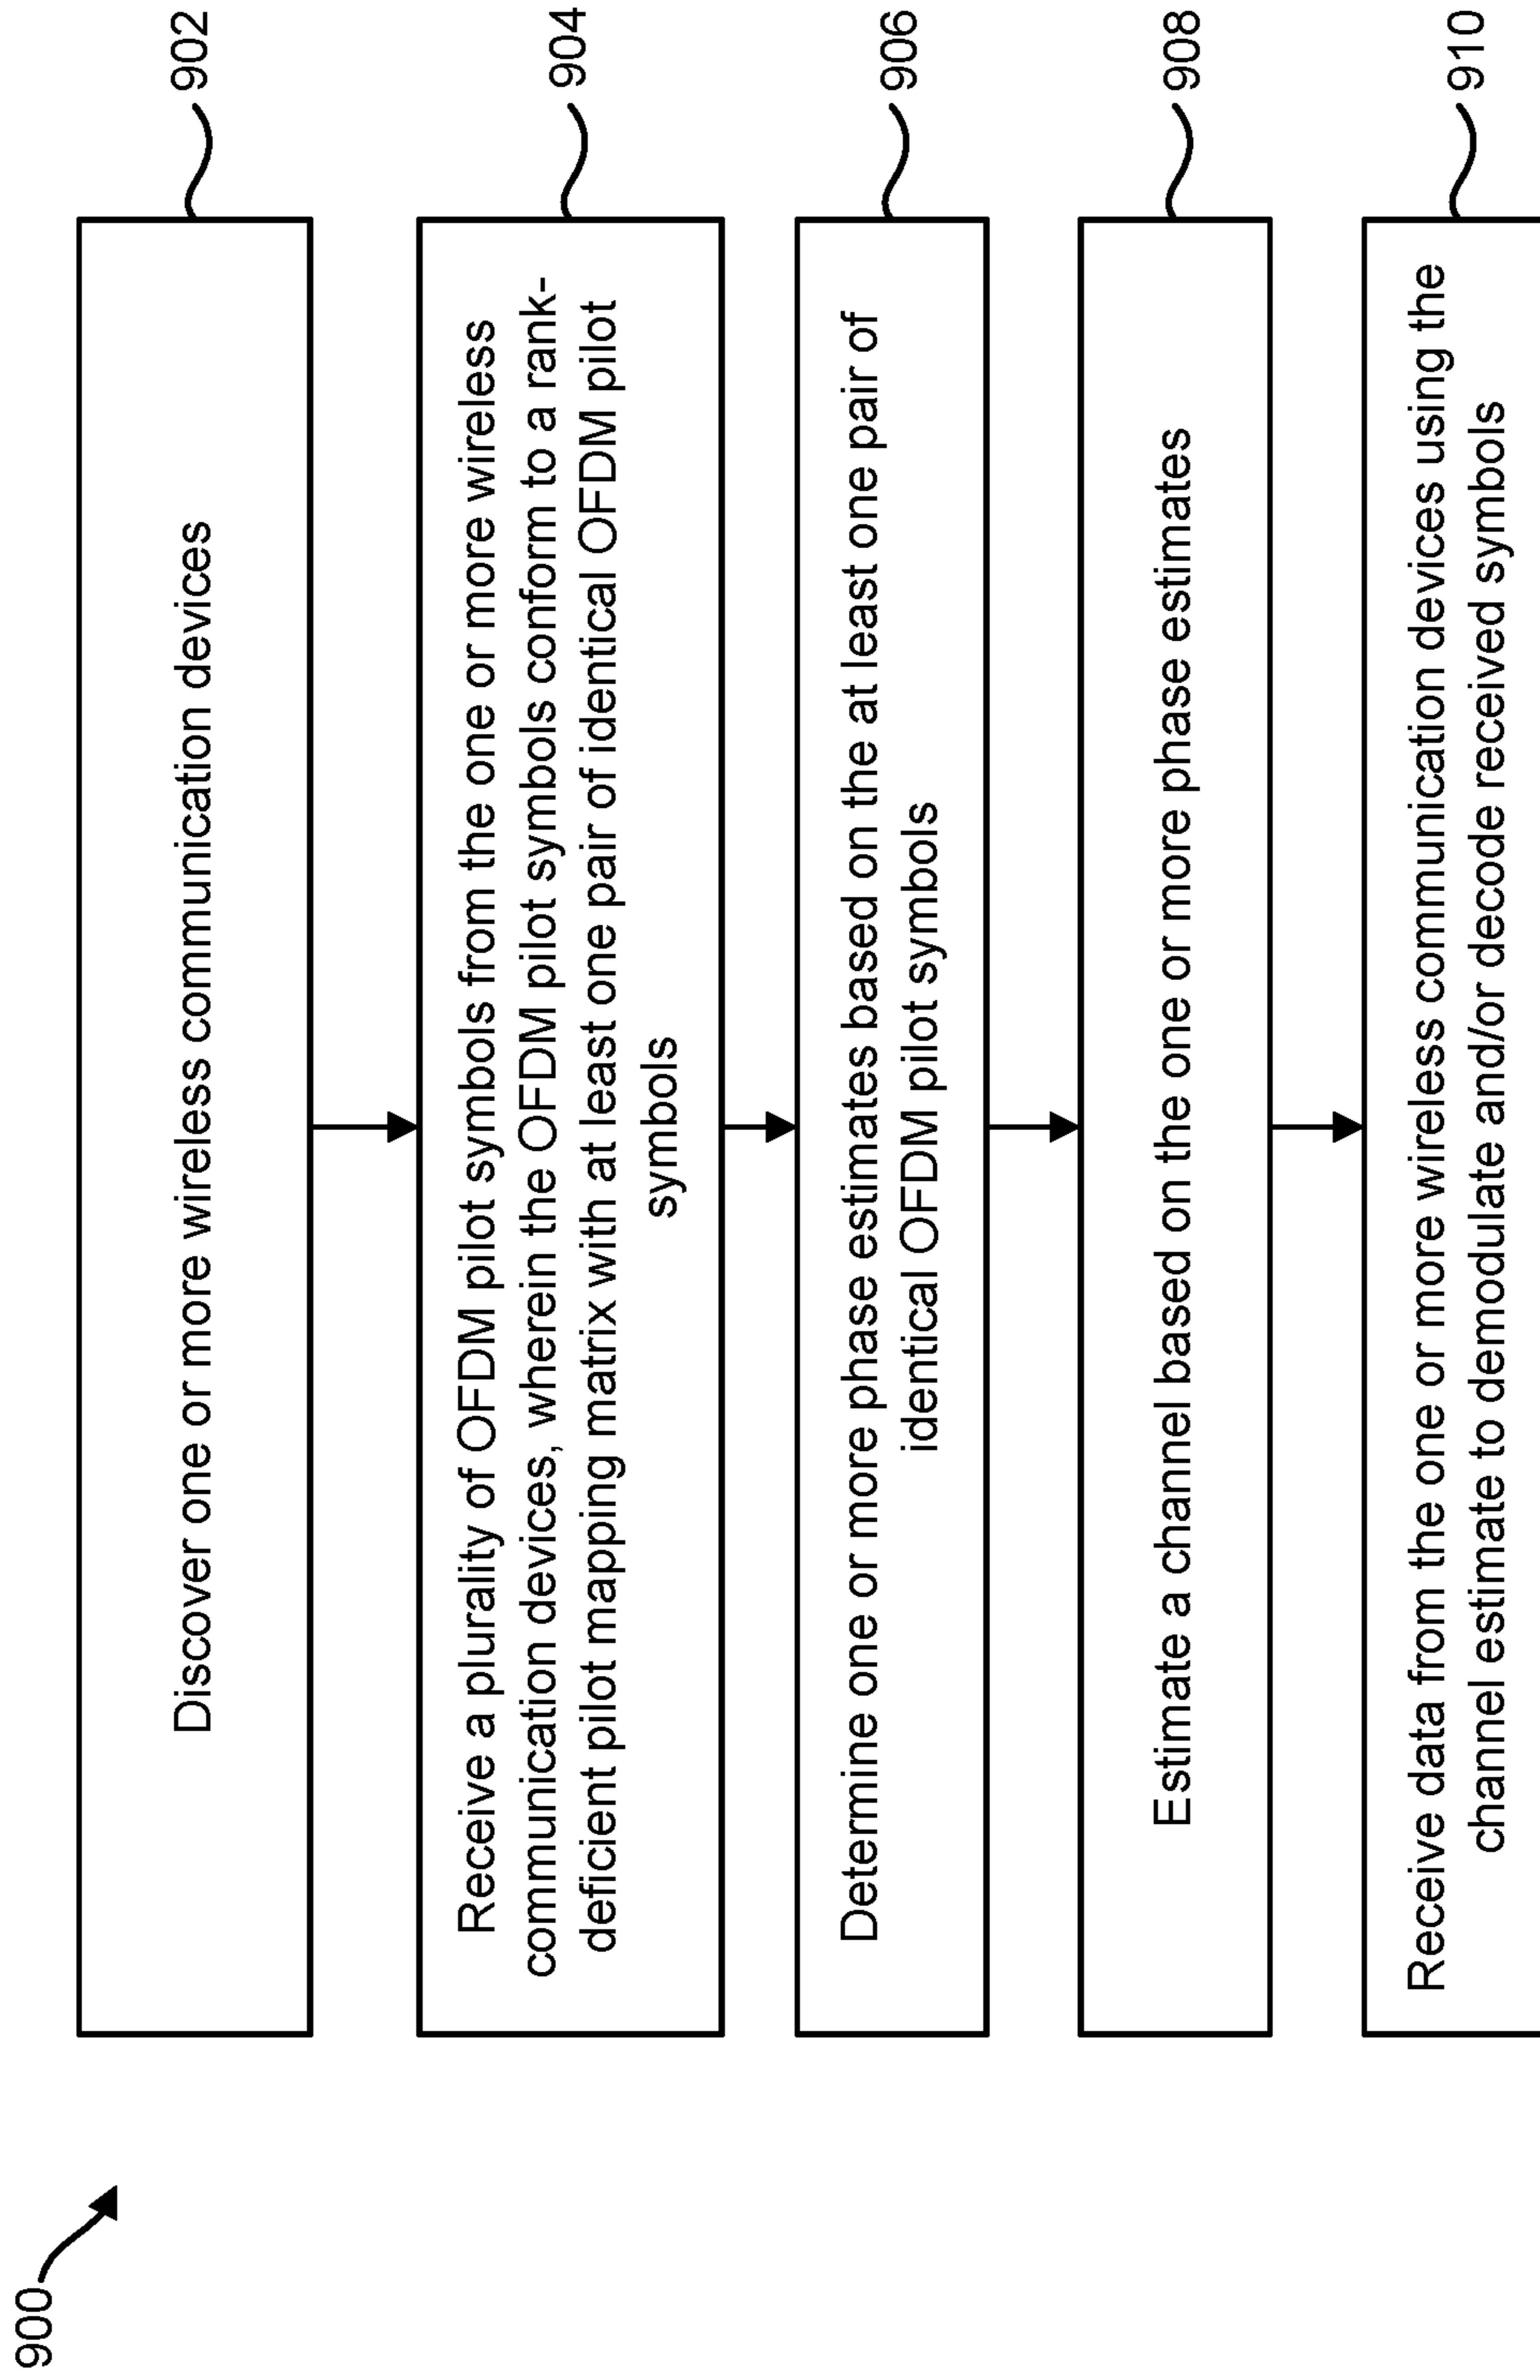 900
Discover one or more wireless communication devices
902
Receive a plurality of OFDM pilot symbols from the one or more wireless
communication devices, wherein the OFDM pilot symbols conform to a rank-
deficient pilot mapping matrix with at least one pair of identical OFDM pilot
symbols
904
Determine one or more phase estimates based on the at least one pair of
identical OFDM pilot symbols
906
Estimate a channel based on the one or more phase estimates
908
Receive data from the one or more wireless communication devices using the
channel estimate to demodulate and/or decode received symbols
910